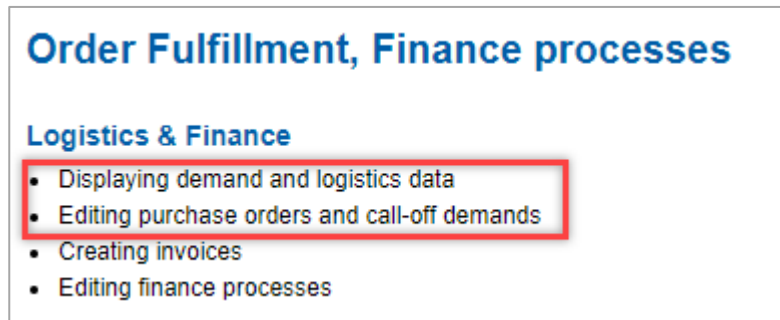 Order Fulfillment, Finance processes
Logistics & Finance
• Displaying demand and logistics data
• Editing purchase orders and call-off demands
• Creating invoices
• Editing finance processes